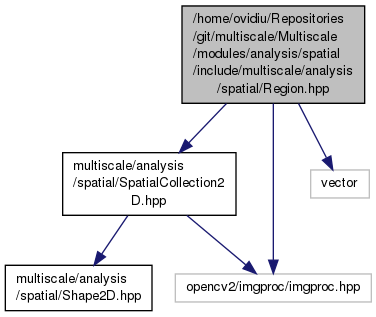 /home/ovidiu/Repositories
/git/multiscale/Multiscale
/modules/analysis/spatial
/include/multiscale/analysis
/spatial/Region.hpp
multiscale/analysis
/spatial/SpatialCollection2
D.hpp
vector
multiscale/analysis
/spatial/Shape2D.hpp
opencv2/imgproc/imgproc.hpp